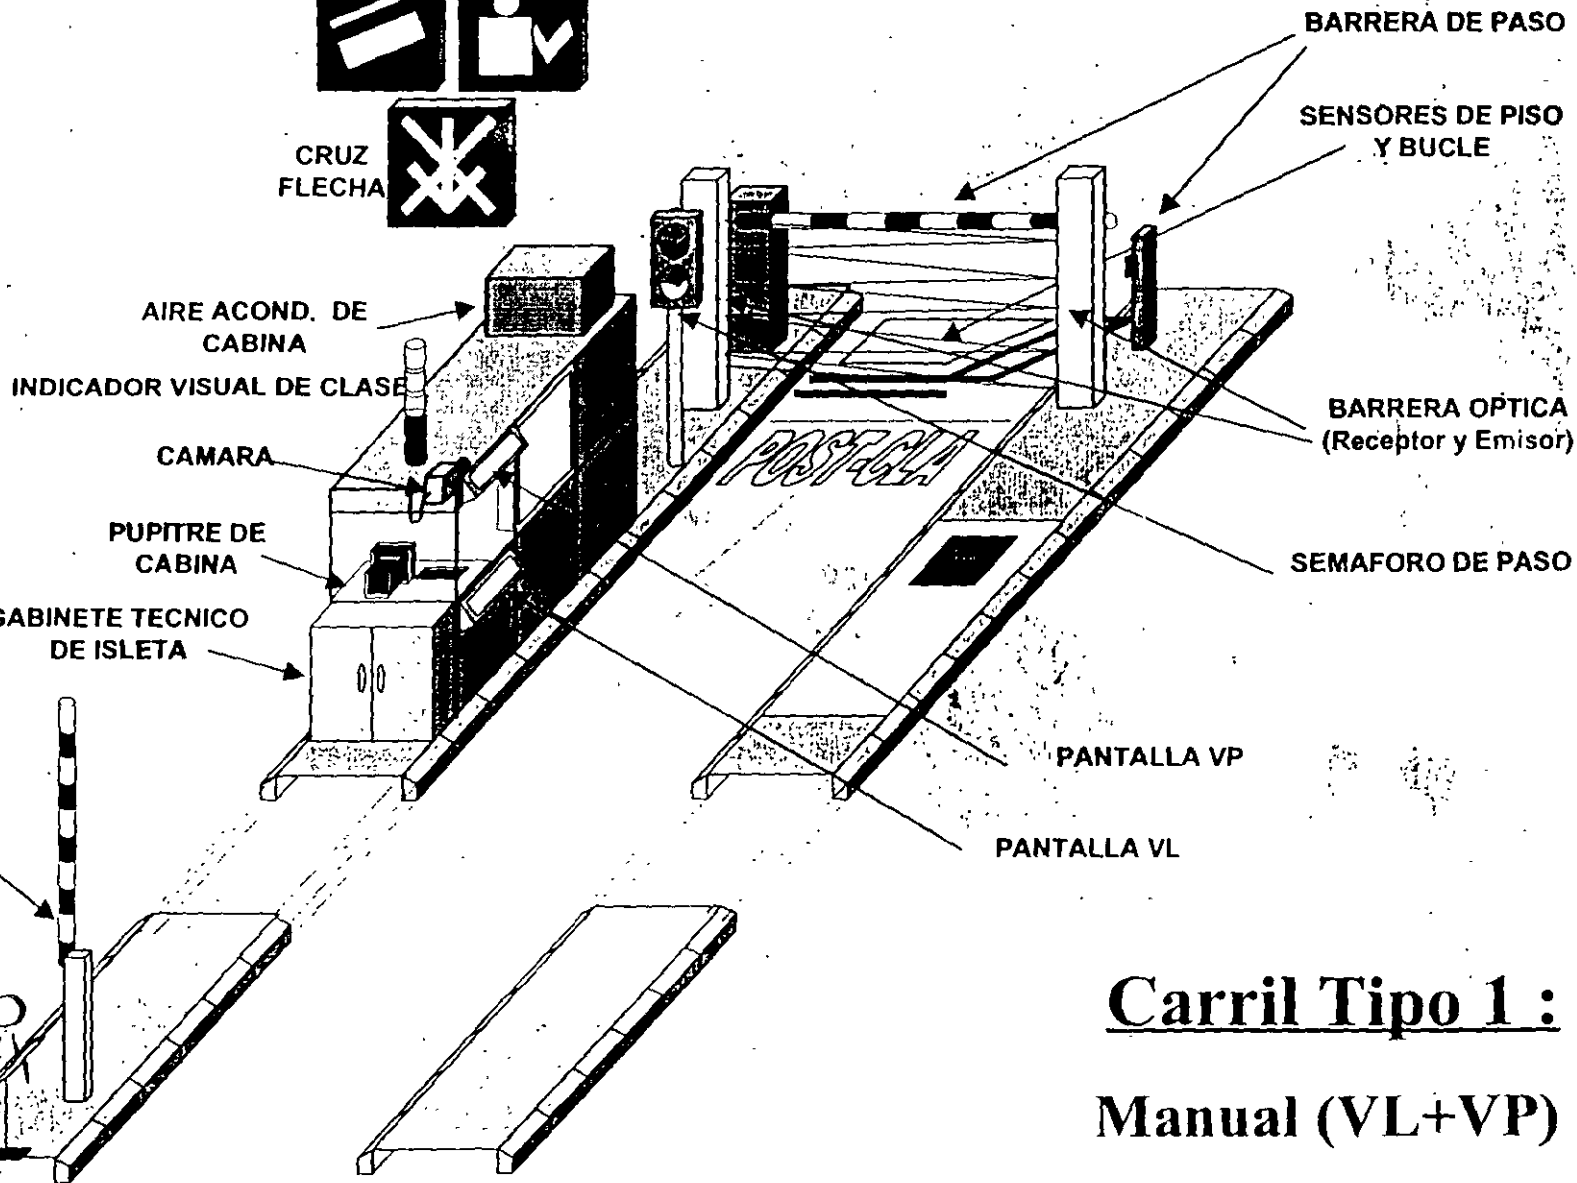 BARRERA DE PASO
SENSORES DE PISO
Y BUCLE
CRUZ
FLECHA
AIRE ACOND. DE
CABINA
INDICADOR VISUAL DE CLASE
CAMARA
PUPITRE DE
CABINA
GABINETE TECNICO
DE ISLETA
POST-CLA
BARRERA OPTICA
(Receptor y Emisor)
SEMAFORO DE PASO
PANTALLA VP
PANTALLA VL
Carril Tipo 1 :
Manual (VL+VP)